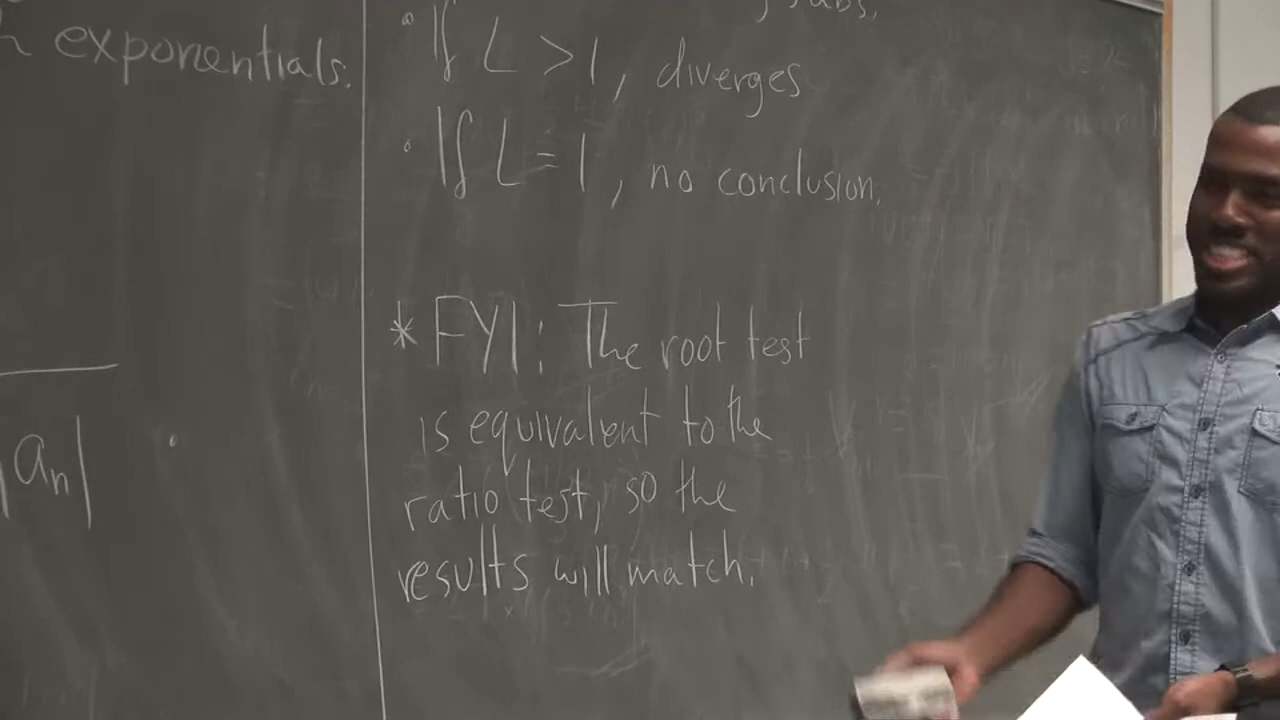 exponentials.
If L > 1, diverges
If L = 1, no conclusion.
* FYI: The root test
is equivalent to the
ratio test, so the
results will match.
|aₙ|